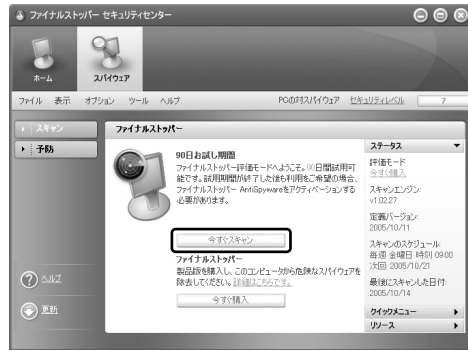 ファイナルストッパー セキュリティセンター
ホーム
スパイウェア
ファイル 表示 オプション ツール ヘルプ
PCの対スパイウェア セキュリティレベル 7
スキャン
予防
ヘルプ
更新
ファイナルストッパー
90日お試し期間
ファイナルストッパー評価モードへようこそ。90日間試用可
能です。試用期間が終了した後も利用をご希望の場合、
ファイナルストッパー AntiSpywareをアクティベーションする
必要があります。
今すぐスキャン
ファイナルストッパー
製品版を購入し、このコンピュータから危険なスパイウェアを
除去してください。詳細はこちらです。
今すぐ購入
ステータス
評価モード
今すぐ購入
スキャンエンジン:
v1.02.27
定義バージョン:
2005/10/11
スキャンのスケジュール:
毎週 金曜日 時刻 09:00
次回 2005/10/21
最後にスキャンした日付:
2005/10/14
クイックメニュー
リソース